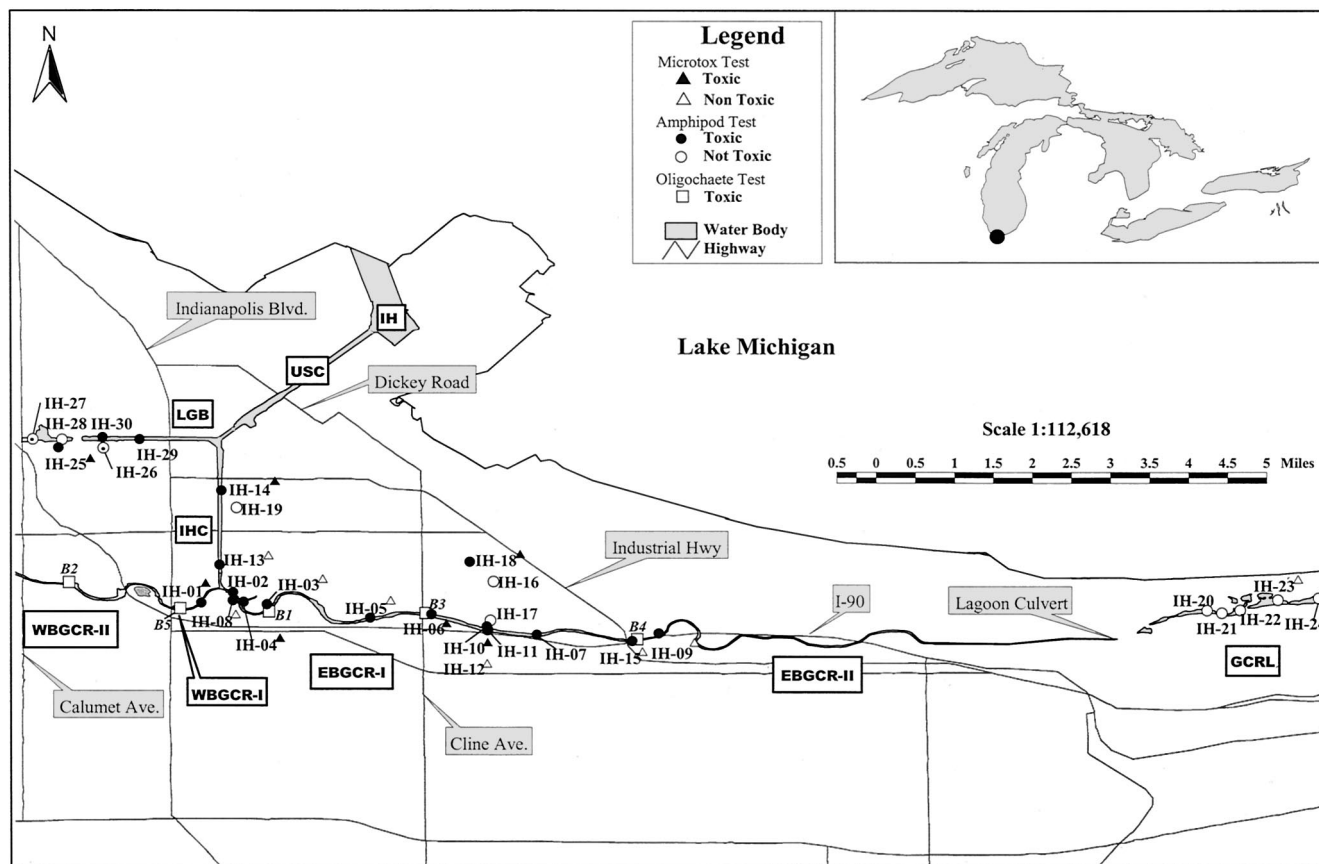 N
Legend
Microtox Test
Toxic
Non Toxic
Amphipod Test
Toxic
Not Toxic
Oligochaete Test
Toxic
Water Body
Highway
Indianapolis Blvd.
IH
USC
Lake Michigan
Dickey Road
IH-27
IH-28
IH-30
LGB
IH-25
IH-26
IH-29
Scale 1:112,618
0.5 0 0.5 1 1.5 2 2.5 3 3.5 4 4.5 5 Miles
IH-14
IH-19
IHC
IH-13
IH-18
IH-16
Industrial Hwy
B2
IH-01
IH-02
IH-03
IH-05
B3
IH-17
I-90
Lagoon Culvert
IH-23
IH-20
WBGCR-II
B5
IH-08
B1
IH-04
IH-06
IH-10
IH-11
IH-07
B4
IH-15
IH-09
IH-21
IH-22
IH-24
IH-12
WBGCR-I
EBGCR-I
EBGCR-II
GCRL
Calumet Ave.
Cline Ave.